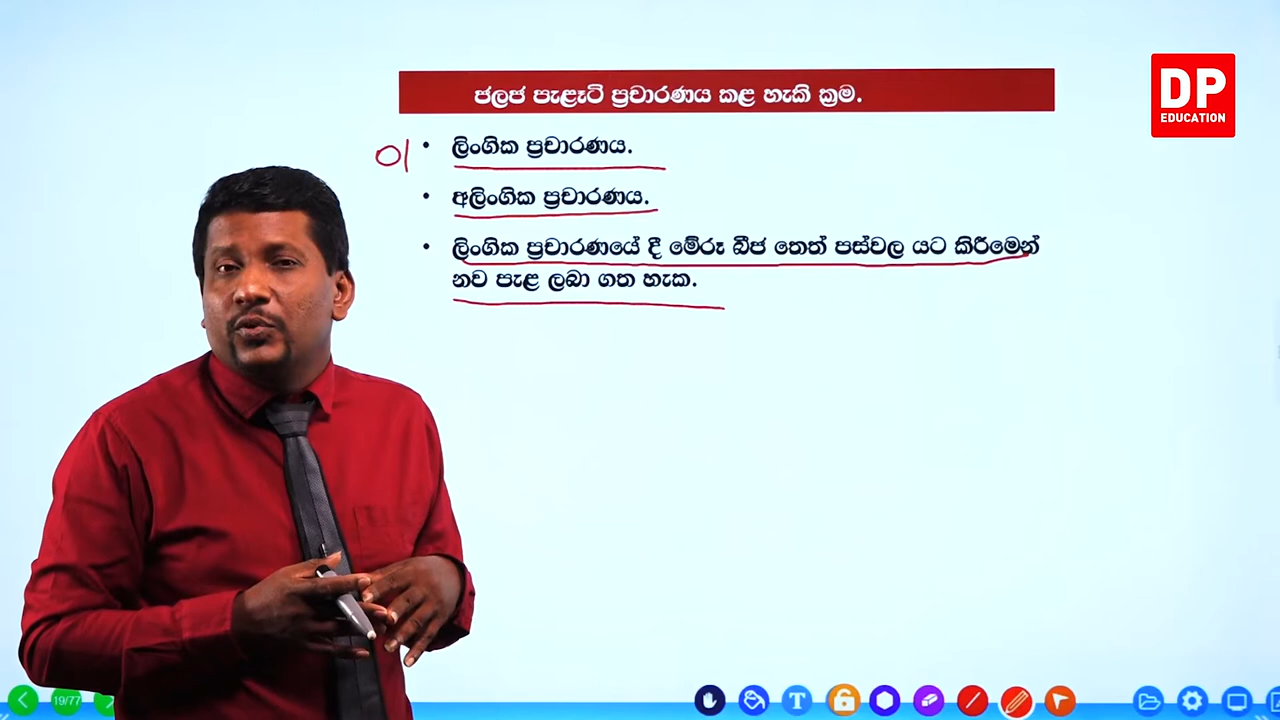 ජලජ පැළෑටි ප්‍රචාරණය කළ හැකි ක්‍රම.
DP
EDUCATION
01
• ලිංගික ප්‍රචාරණය.
• අලිංගික ප්‍රචාරණය.
• ලිංගික ප්‍රචාරණයේ දී මේරූ බීජ තෙත් පස්වල යට කිරීමෙන්
නව පැළ ලබා ගත හැක.
19/77
T